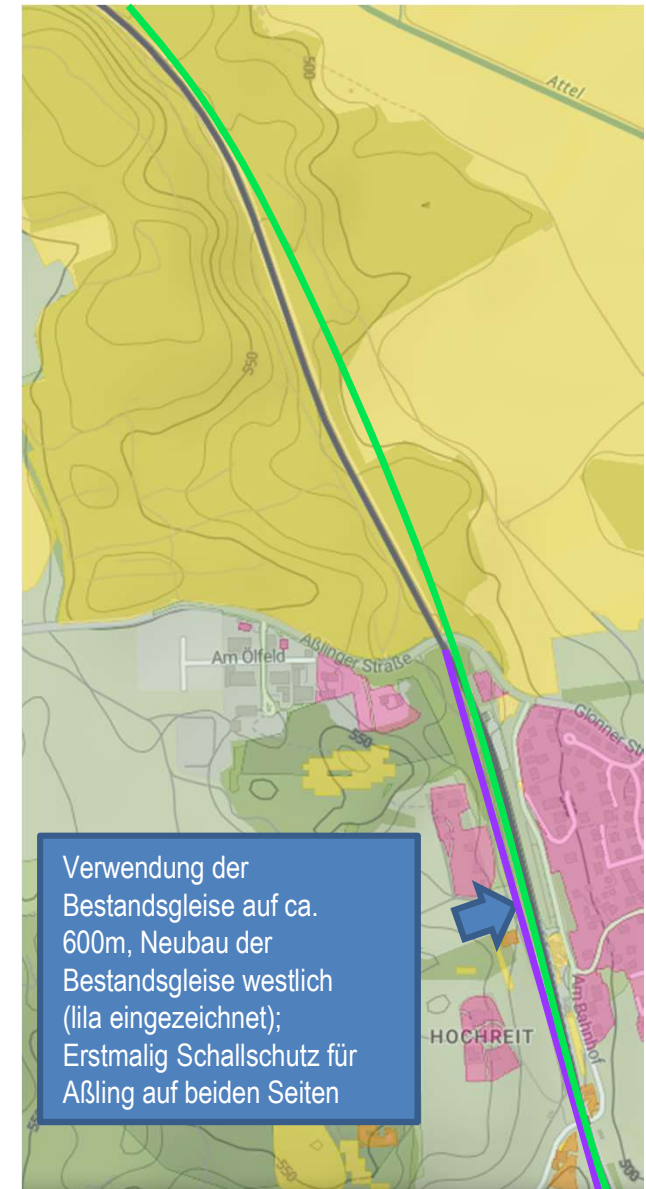 500
Attel
550
Aßlinger Straße
Am Ölfeld
Glonner Str
550
Verwendung der
Bestandsgleise auf ca.
600m, Neubau der
Bestandsgleise westlich
(lila eingezeichnet);
Erstmalig Schallschutz für
Aßling auf beiden Seiten
Am Bahnhof
HOCHREIT
550
500